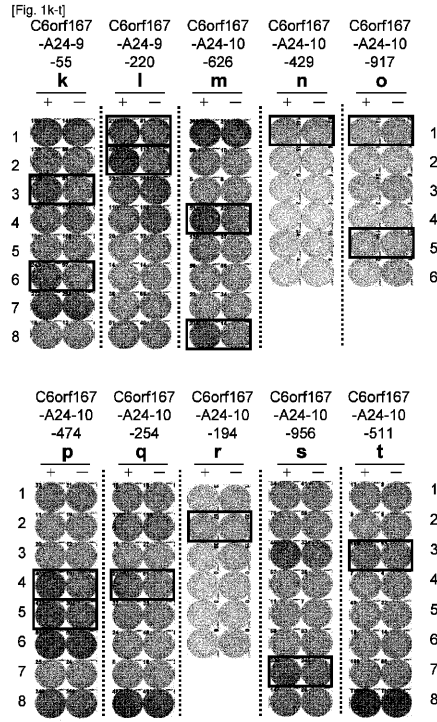 [Fig. 1k-t]
C6orf167 C6orf167 C6orf167 C6orf167 C6orf167
-A24-9 -A24-9 -A24-10 -A24-10 -A24-10
-55 -220 -626 -429 -917
k l m n o
+ − + − + − + − + −
1 1
2 2
3 3
4 4
5 5
6 6
7
8
C6orf167 C6orf167 C6orf167 C6orf167 C6orf167
-A24-10 -A24-10 -A24-10 -A24-10 -A24-10
-474 -254 -194 -956 -511
p q r s t
+ − + − + − + − + −
1 1
2 2
3 3
4 4
5 5
6 6
7 7
8 8